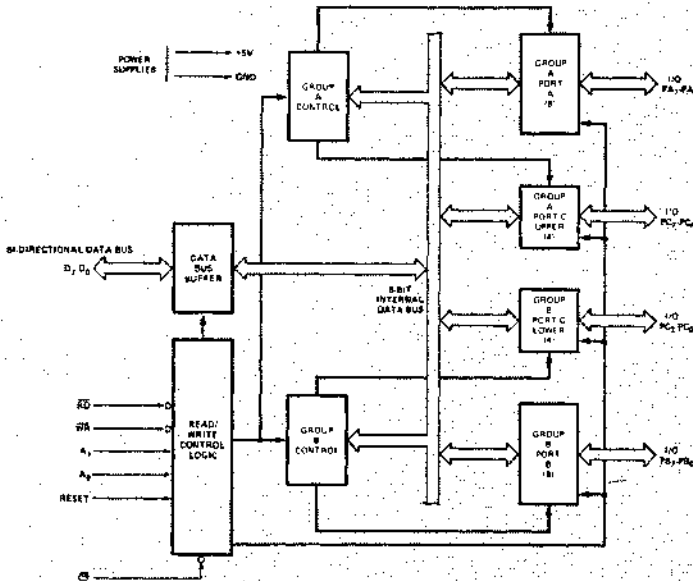 POWER
SUPPLIES
+5V
GND
GROUP
A
CONTROL
GROUP
A
PORT
A
(8)
I/O
PA7-PA
GROUP
A
PORT C
UPPER
(4)
I/O
PC7-PC4
BI-DIRECTIONAL DATA BUS
D7 D0
DATA
BUS
BUFFER
8-BIT
INTERNAL
DATA BUS
GROUP
B
PORT C
LOWER
(4)
I/O
PC3-PC0
RD
WR
A1
A0
RESET
CS
READ/
WRITE
CONTROL
LOGIC
GROUP
B
CONTROL
GROUP
B
PORT
B
(8)
I/O
PB7-PB0